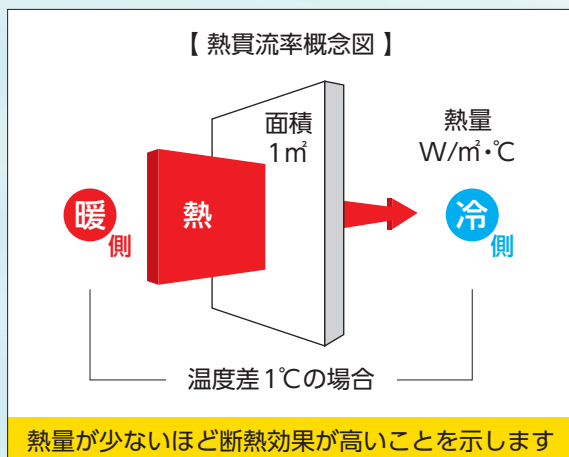 【 熱貫流率概念図 】
面積
1㎡
熱量
W/㎡・℃
暖
側
熱
冷
側
温度差1℃の場合
熱量が少ないほど断熱効果が高いことを示します